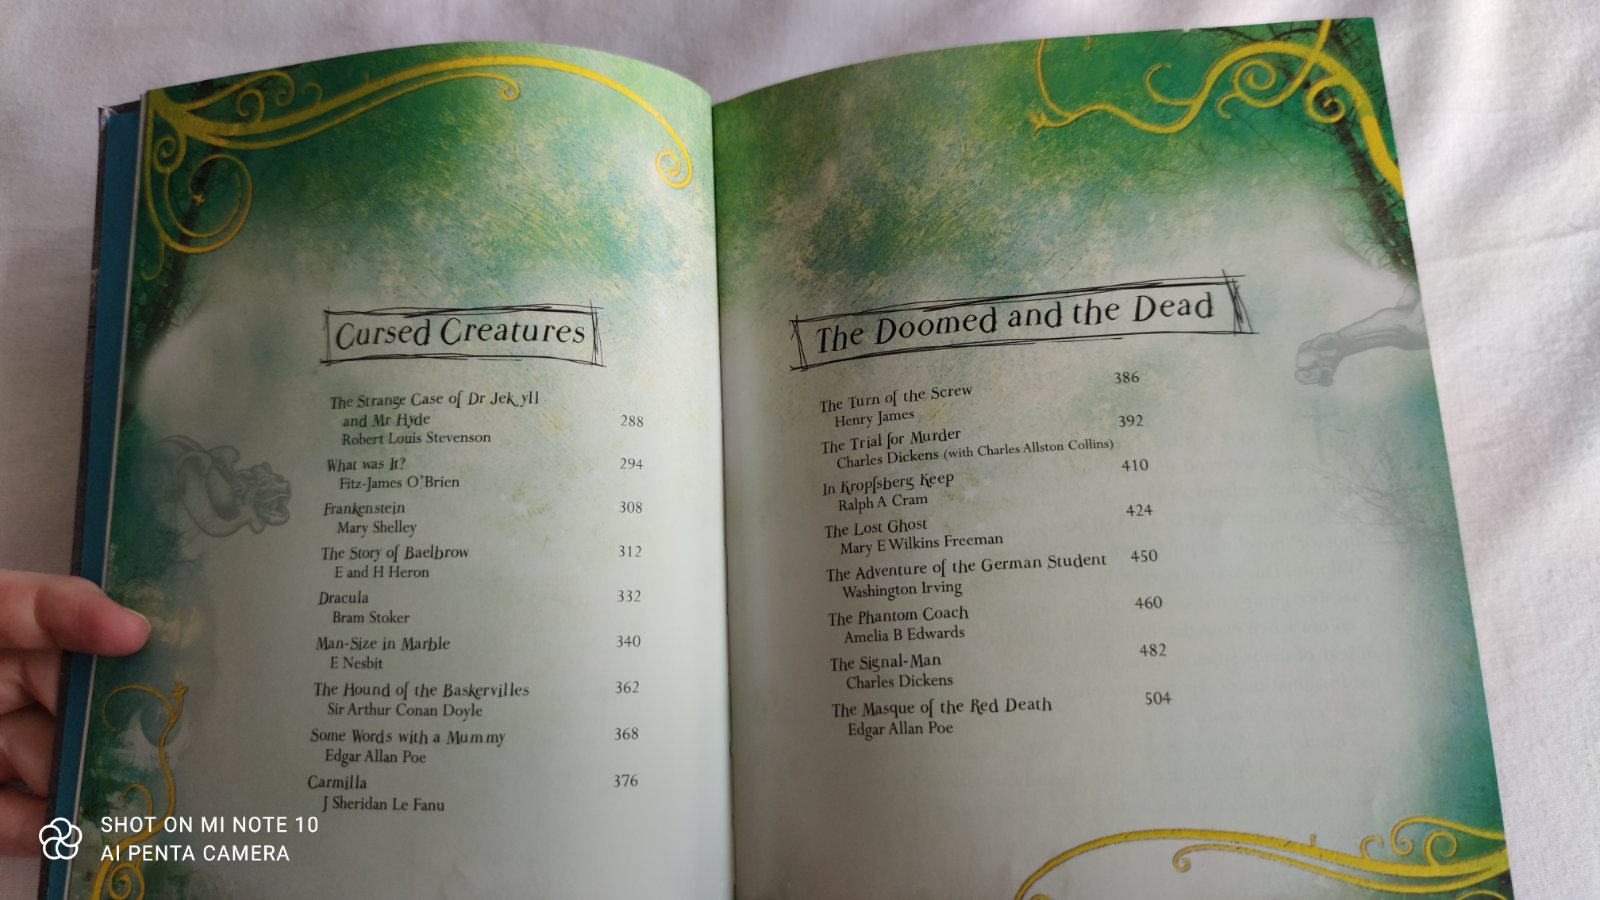 Cursed Creatures
The Strange Case of Dr Jekyll
and Mr Hyde 288
Robert Louis Stevenson
What was It? 294
Fitz-James O'Brien
Frankenstein 308
Mary Shelley
The Story of Baelbrow 312
E and H Heron
Dracula 332
Bram Stoker
Man-Size in Marble 340
E Nesbit
The Hound of the Baskervilles 362
Sir Arthur Conan Doyle
Some Words with a Mummy 368
Edgar Allan Poe
Carmilla 376
J Sheridan Le Fanu
The Doomed and the Dead
The Turn of the Screw 386
Henry James
The Trial for Murder 392
Charles Dickens (with Charles Allston Collins)
In Kropfsberg Keep 410
Ralph A Cram
The Lost Ghost 424
Mary E Wilkins Freeman
The Adventure of the German Student 450
Washington Irving
The Phantom Coach 460
Amelia B Edwards
The Signal-Man 482
Charles Dickens
The Masque of the Red Death 504
Edgar Allan Poe
SHOT ON MI NOTE 10
AI PENTA CAMERA